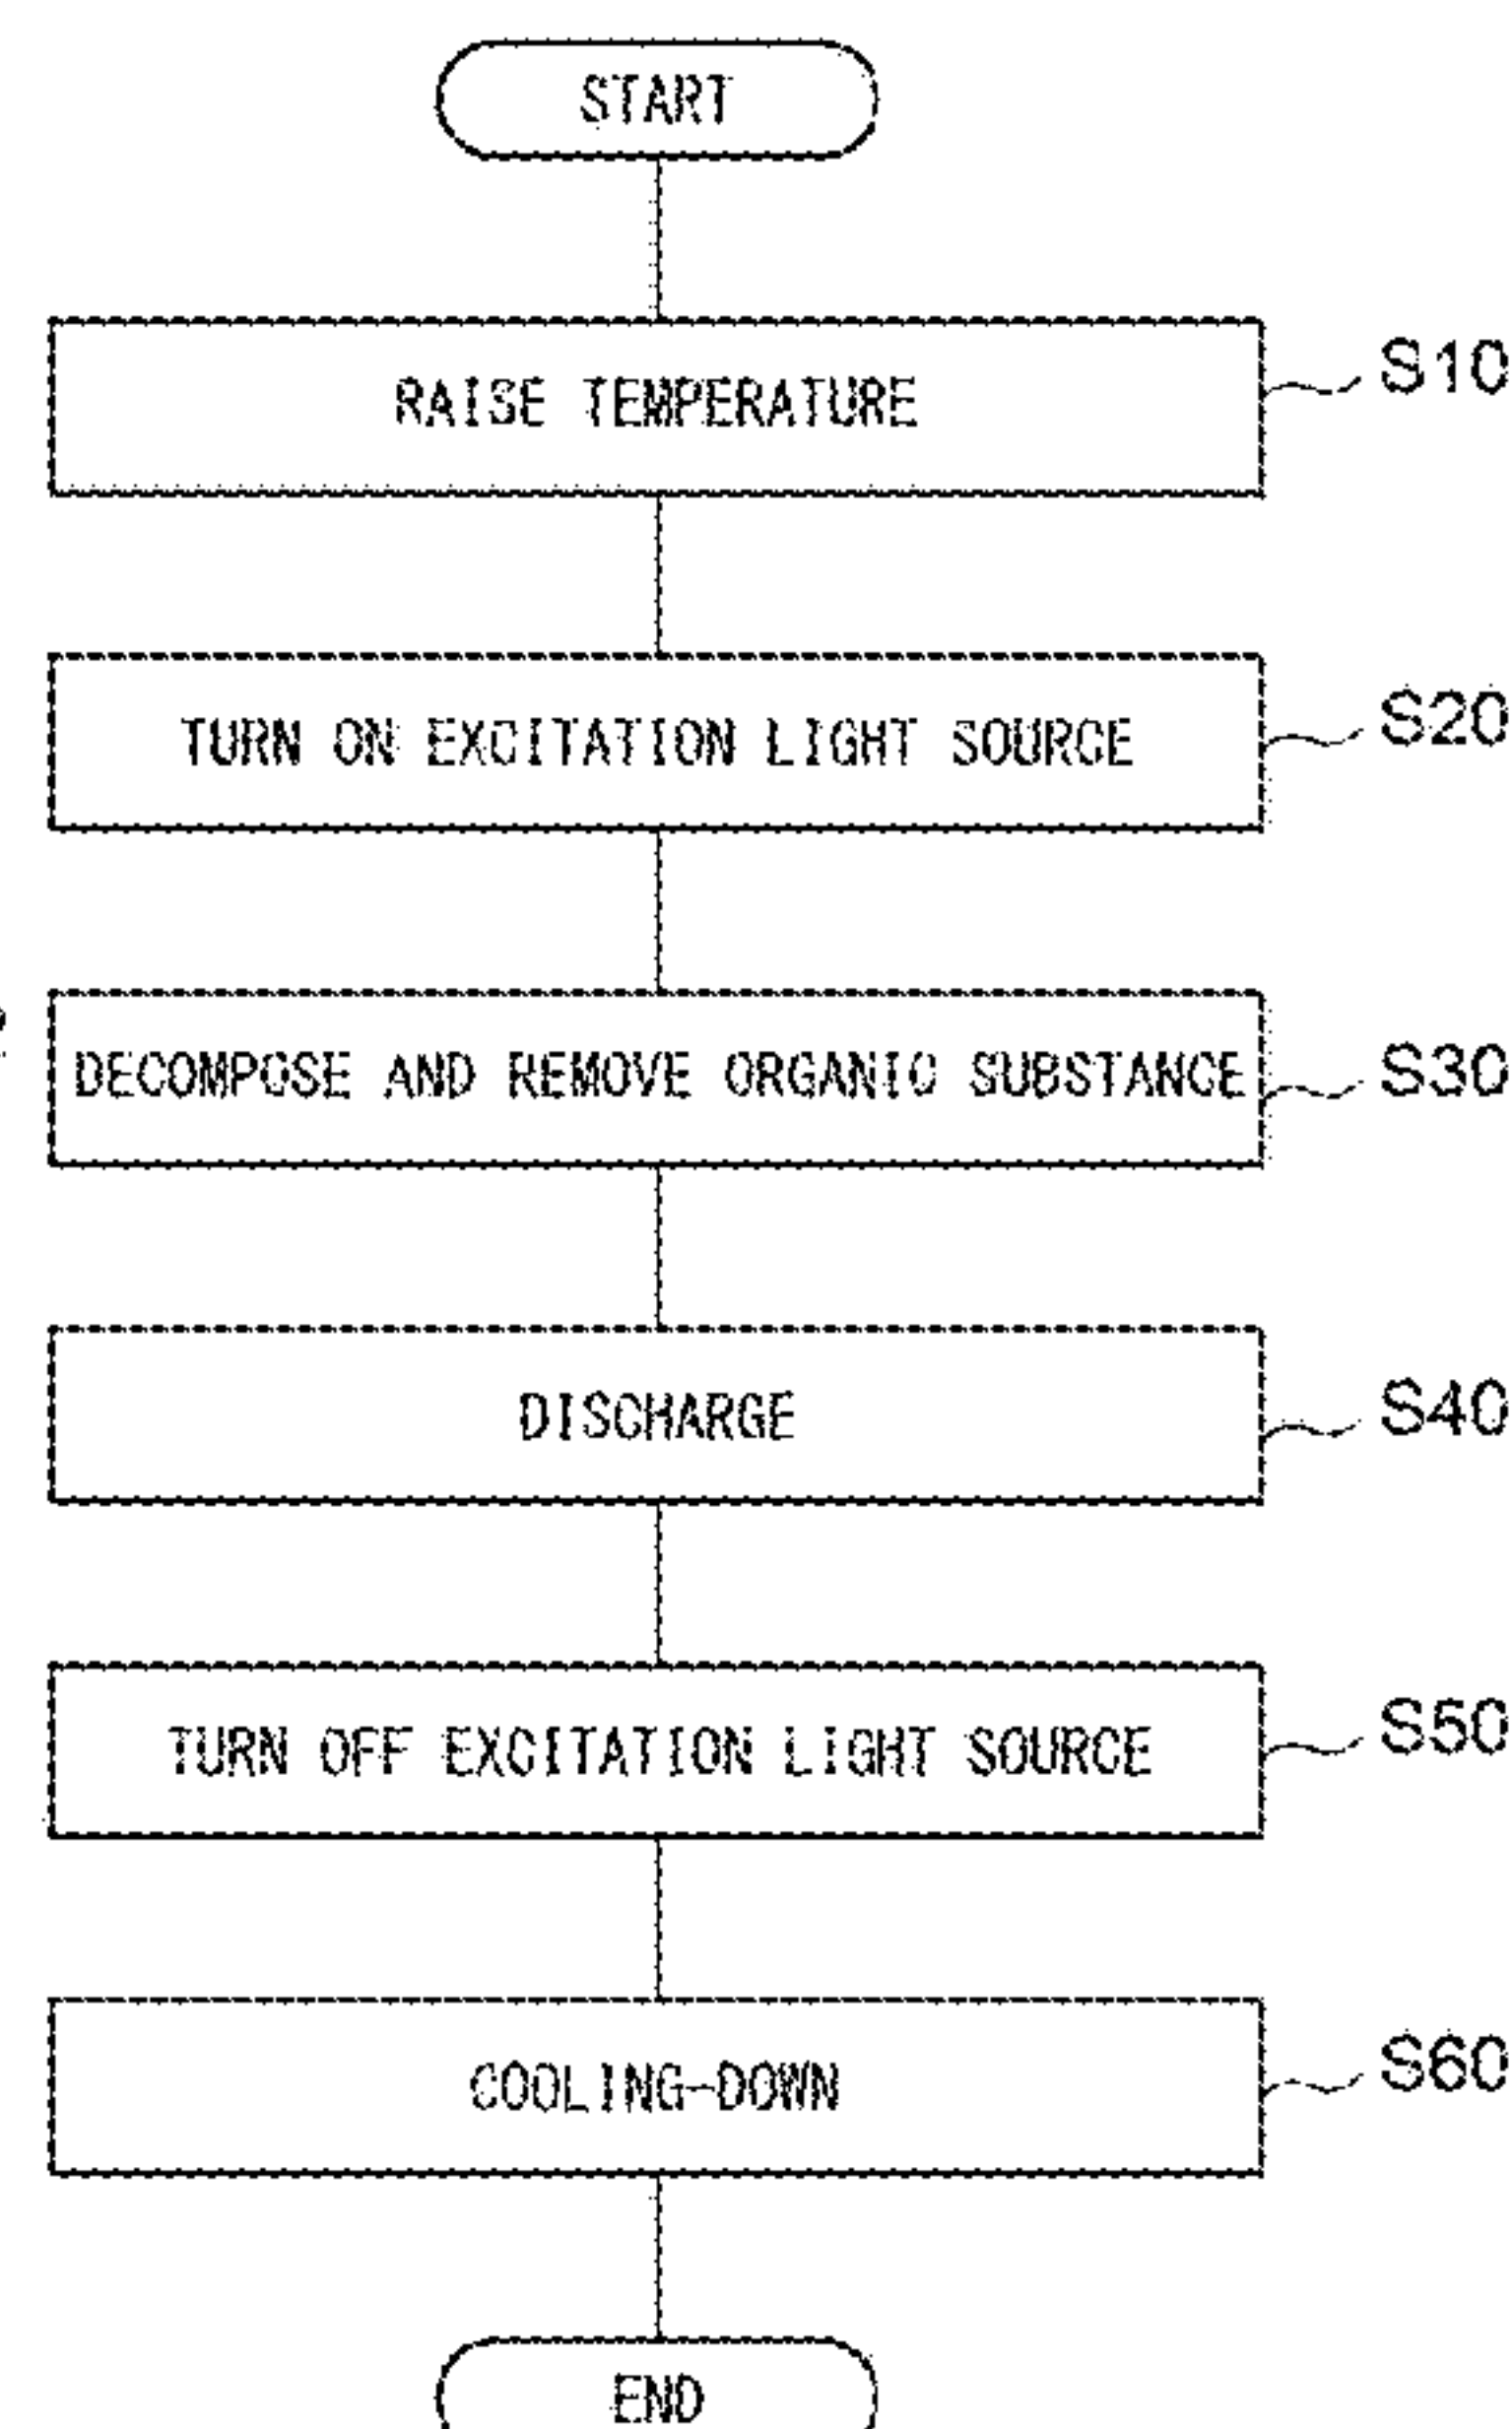 START
RAISE TEMPERATURE
S10
TURN ON EXCITATION LIGHT SOURCE
S20
DECOMPOSE AND REMOVE ORGANIC SUBSTANCE
S30
DISCHARGE
S40
TURN OFF EXCITATION LIGHT SOURCE
S50
COOLING-DOWN
S60
END